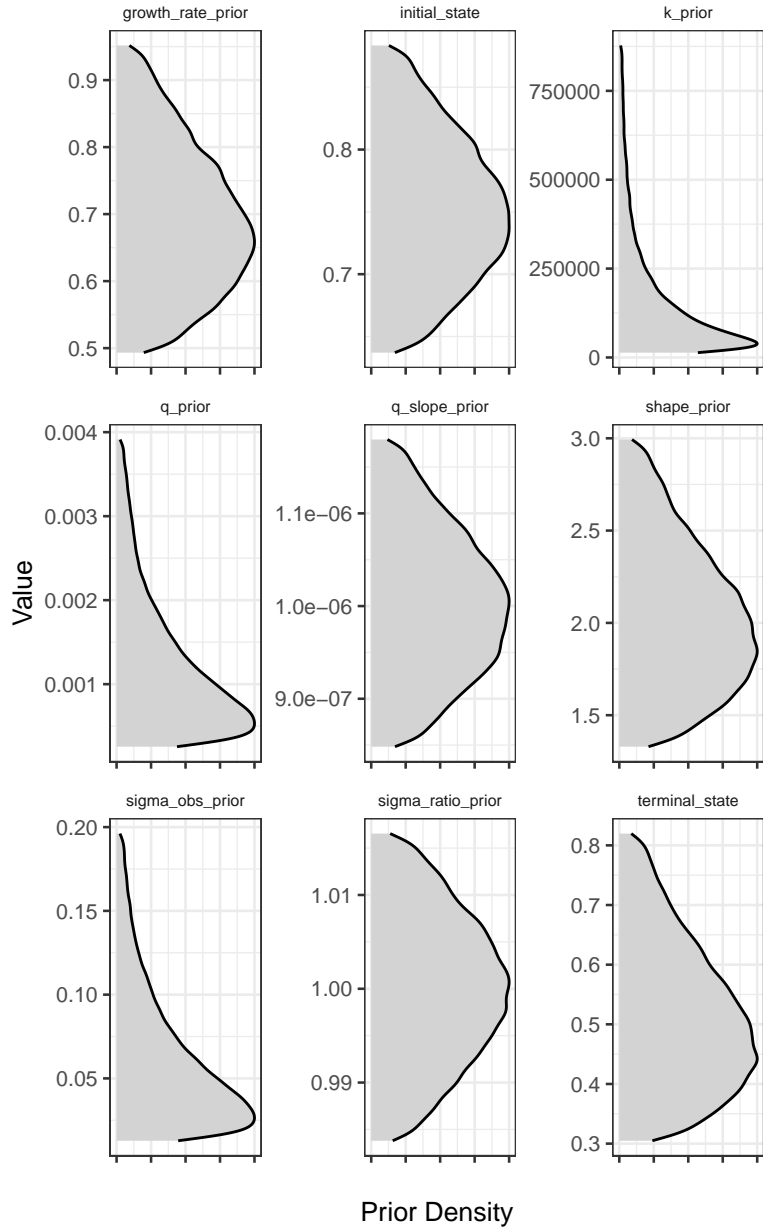 growth_rate_prior
initial_state
k_prior
0.9
0.8
0.7
0.6
0.5
0.8
0.7
750000
500000
250000
0
q_prior
q_slope_prior
shape_prior
0.004
0.003
0.002
0.001
1.1e−06
1.0e−06
9.0e−07
3.0
2.5
2.0
1.5
Value
sigma_obs_prior
sigma_ratio_prior
terminal_state
0.20
0.15
0.10
0.05
1.01
1.00
0.99
0.8
0.7
0.6
0.5
0.4
0.3
Prior Density